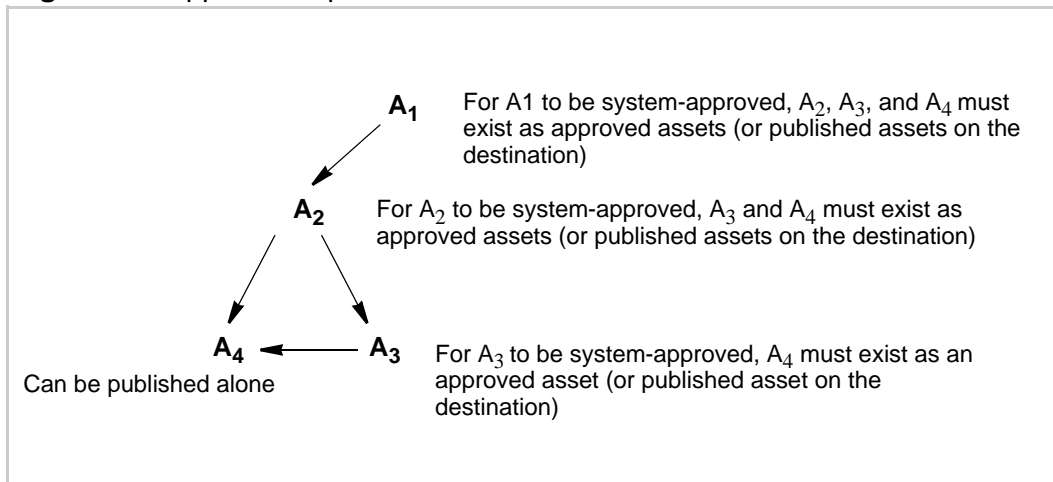 A1
For A1 to be system-approved, A2, A3, and A4 must
exist as approved assets (or published assets on the
destination)
A2
For A2 to be system-approved, A3 and A4 must exist as
approved assets (or published assets on the destination)
A4
A3
For A3 to be system-approved, A4 must exist as an
approved asset (or published asset on the
destination)
Can be published alone